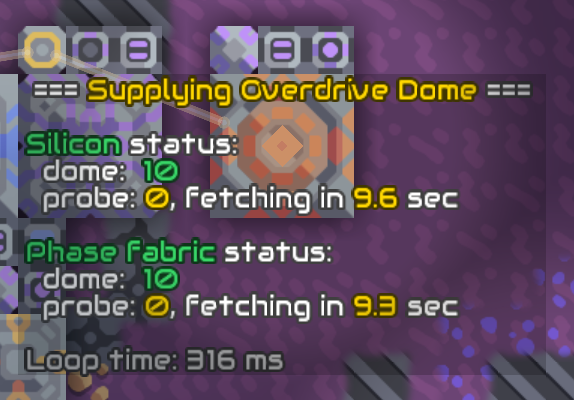 === Supplying Overdrive Dome ===
Silicon status:
dome: 10
probe: 0, fetching in 9.6 sec
Phase Fabric status:
dome: 10
probe: 0, fetching in 9.3 sec
Loop time: 316 ms